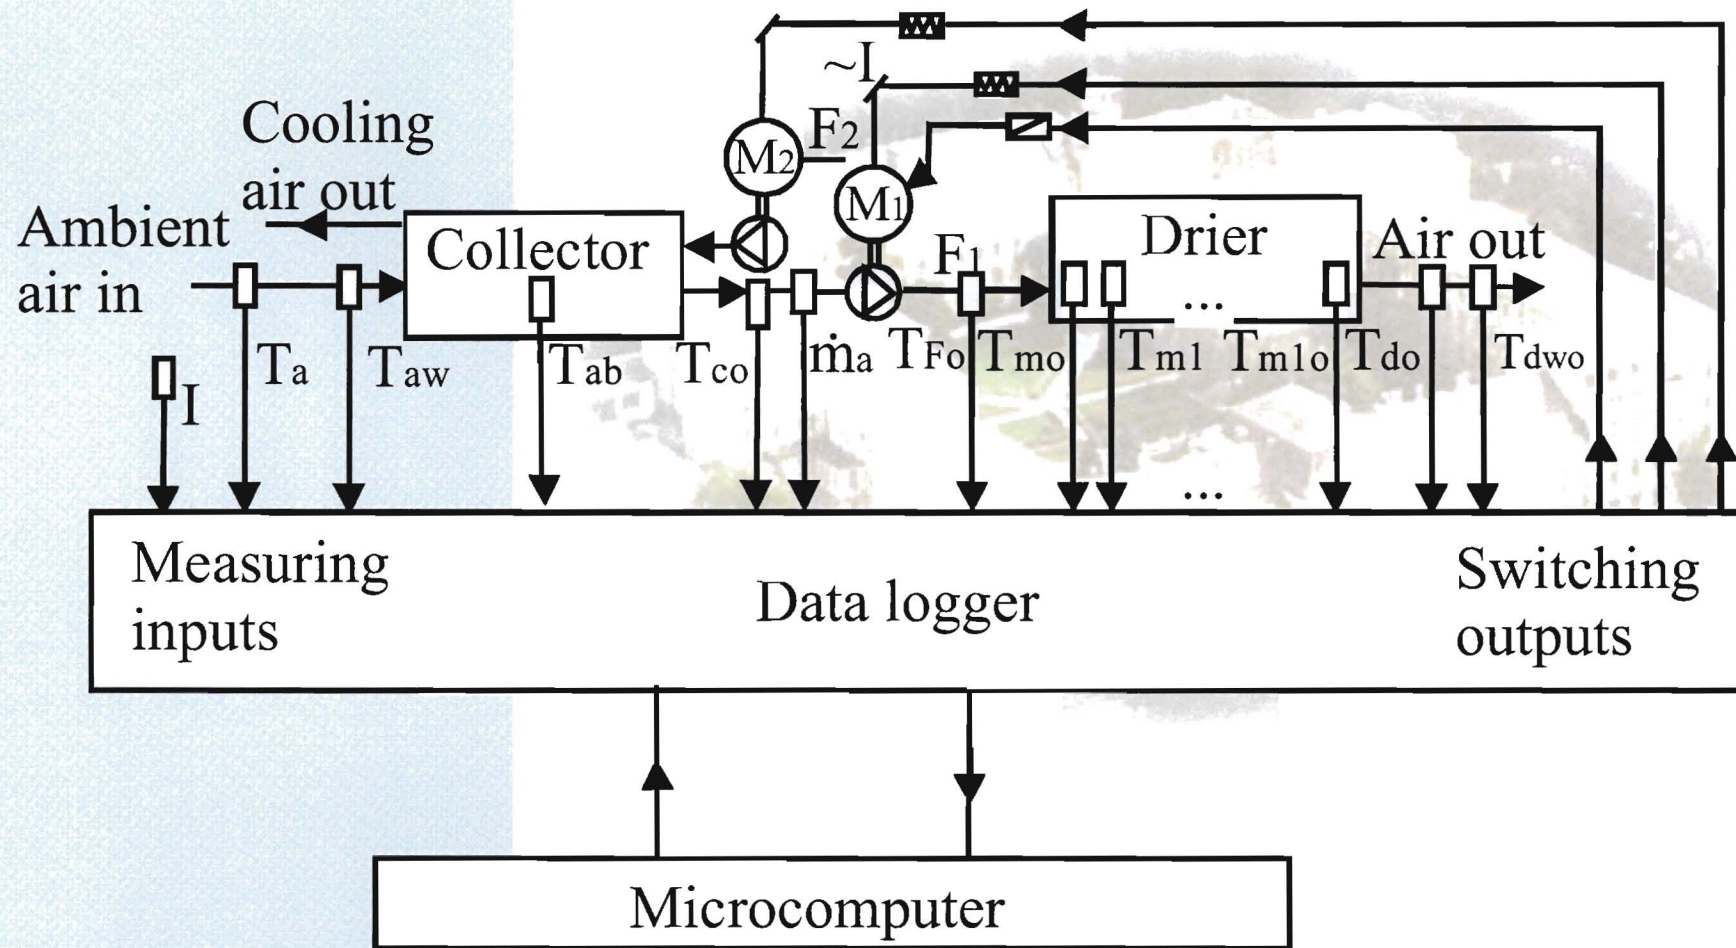 ~I
Cooling
air out
F2
M2
M1
Ambient
air in
Collector
F1
Drier
Air out
...
I
Ta
Taw
Tab
Tco
ṁa
TFo
Tmo
Tm1
Tm1o
Tdo
Tdwo
...
Measuring
inputs
Data logger
Switching
outputs
Microcomputer